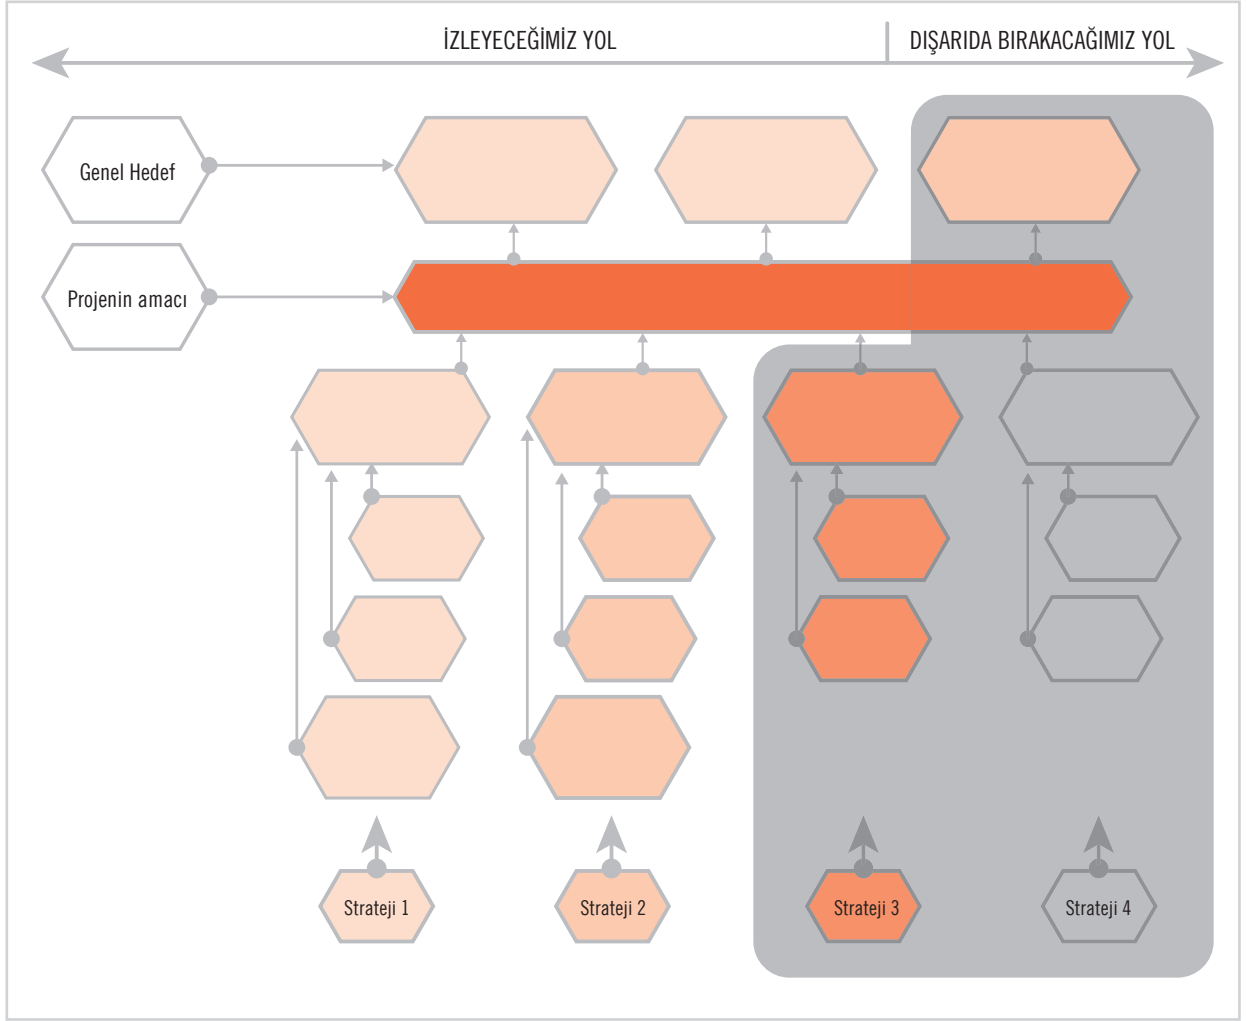 İZLEYECEĞİMİZ YOL
DIŞARIDA BIRAKACAĞIMIZ YOL
Genel Hedef
Projenin amacı
Strateji 1
Strateji 2
Strateji 3
Strateji 4